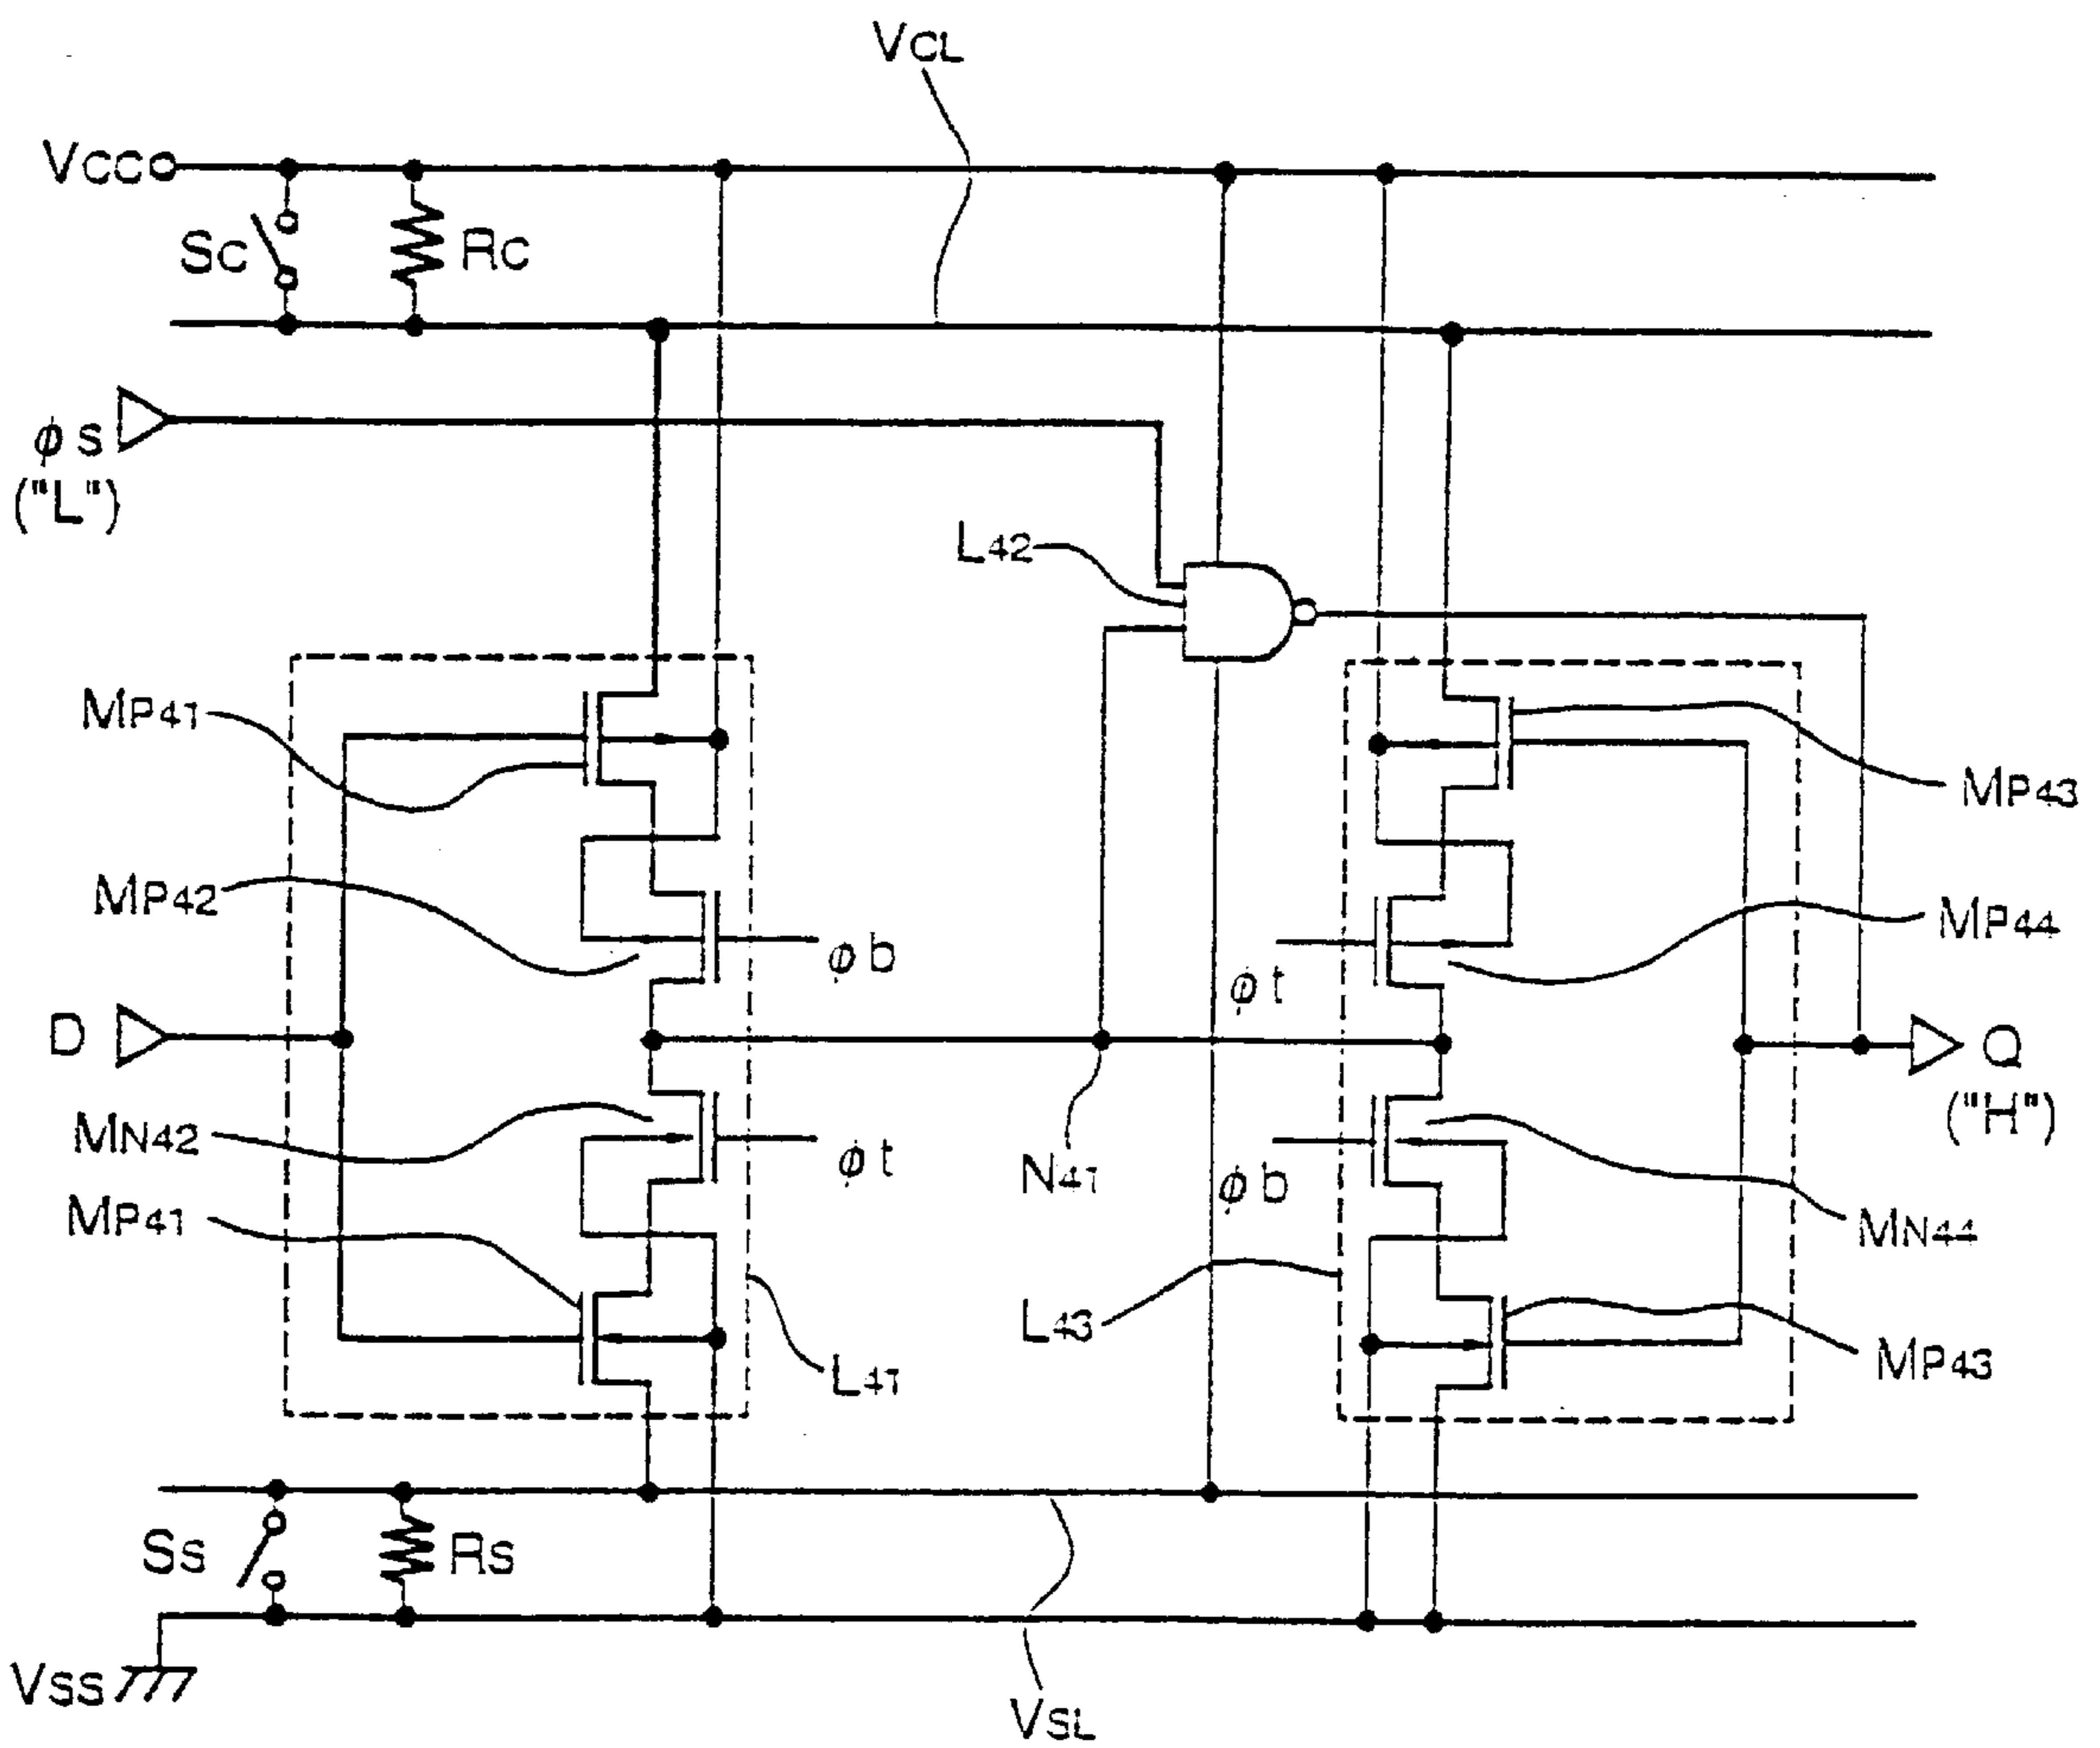 VCL
VCC
SC
RC
φs
("L")
L42
MP41
MP43
MP42
φb
MP44
φt
D
Q
("H")
MN42
φt
N41
φb
MP41
MN44
L43
L41
MP43
SS
RS
VSS
VSL